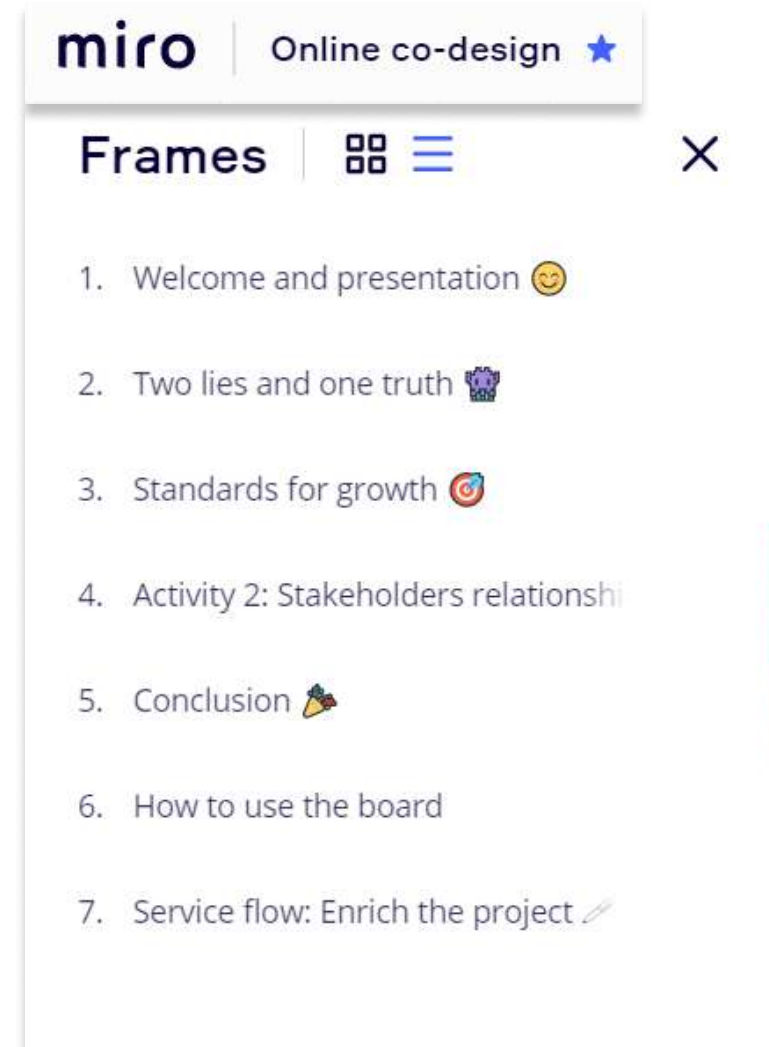 miro Online co-design
Frames
1. Welcome and presentation 😊
2. Two lies and one truth 👾
3. Standards for growth 🎯
4. Activity 2: Stakeholders relationshi
5. Conclusion 🎉
6. How to use the board
7. Service flow: Enrich the project